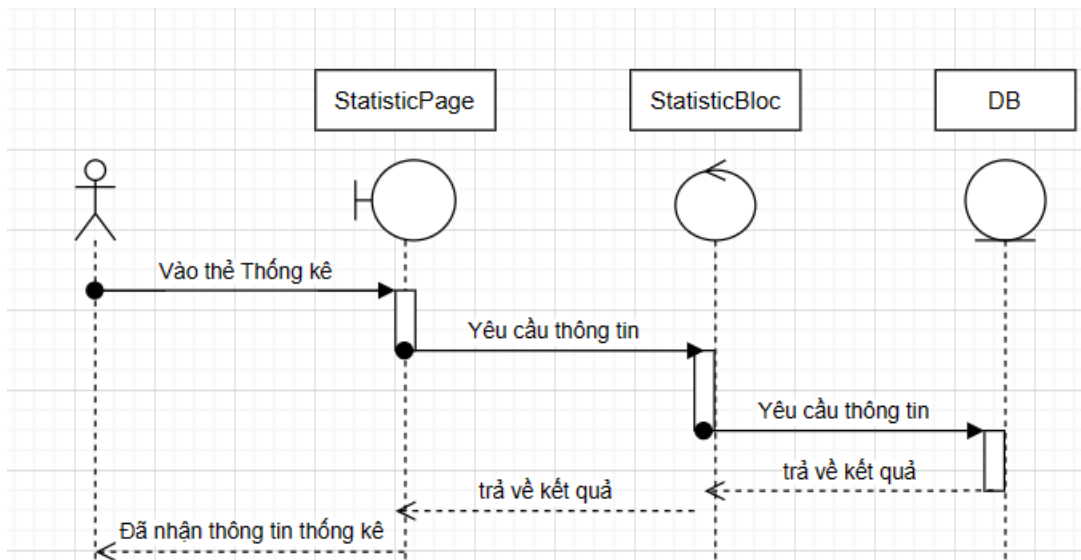 StatisticPage
StatisticBloc
DB
Vào thẻ Thống kê
Yêu cầu thông tin
Yêu cầu thông tin
trả về kết quả
trả về kết quả
Đã nhận thông tin thống kê